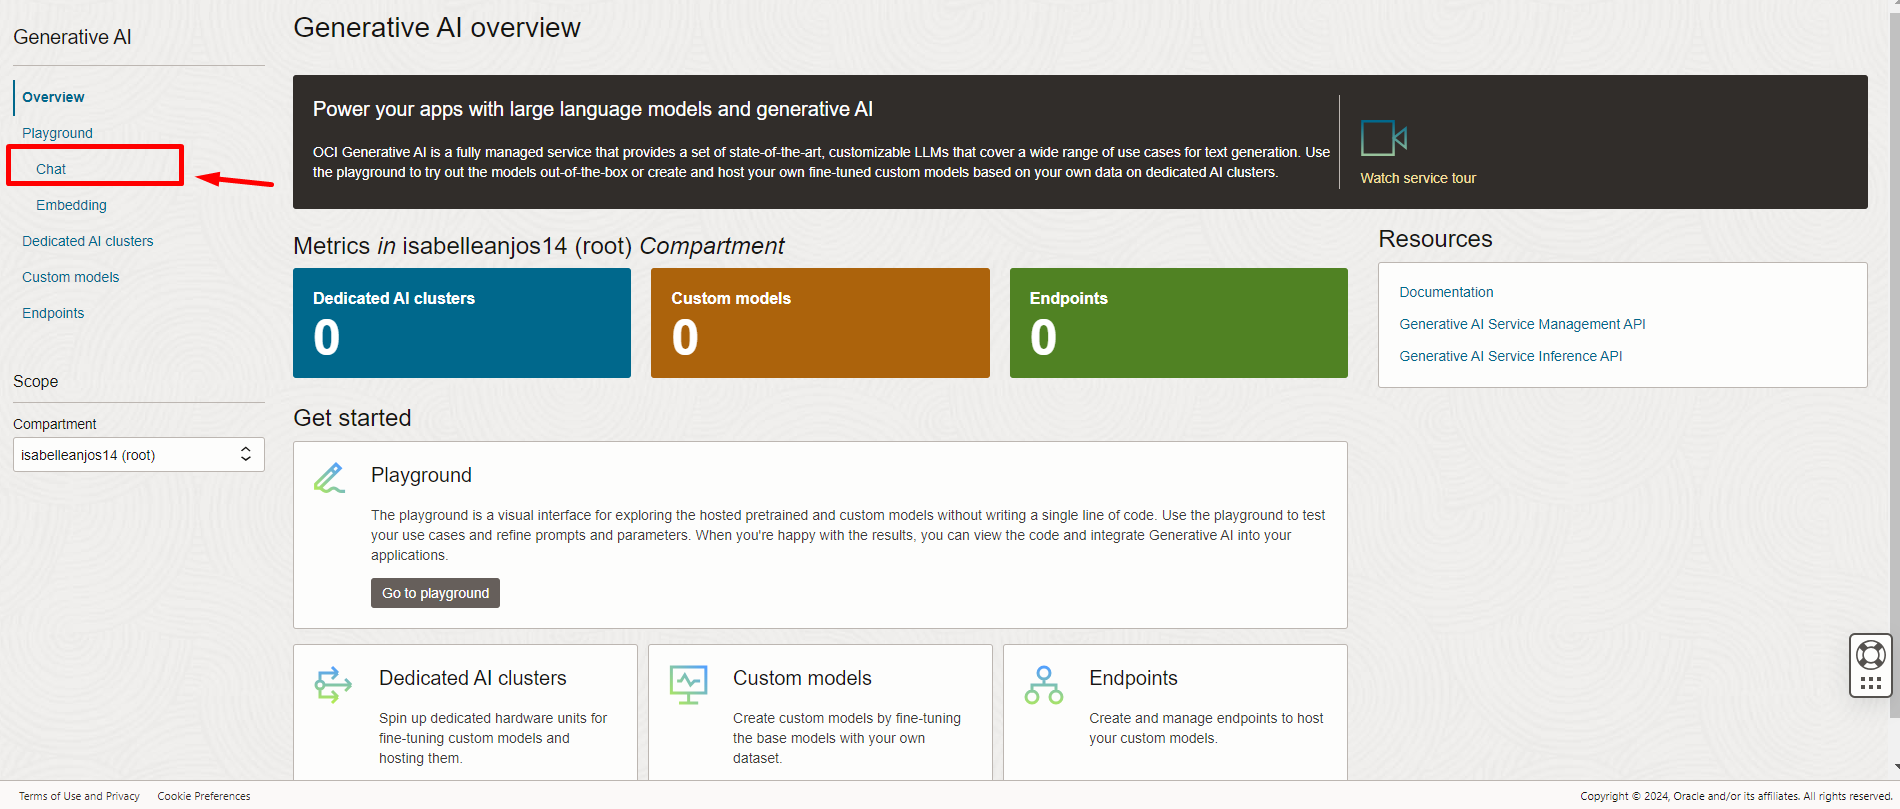 Generative AI
Overview
Playground
Chat
Embedding
Dedicated AI clusters
Custom models
Endpoints
Scope
Compartment
isabelleanjos14 (root)
Generative AI overview
Power your apps with large language models and generative AI
OCI Generative AI is a fully managed service that provides a set of state-of-the-art, customizable LLMs that cover a wide range of use cases for text generation. Use
the playground to try out the models out-of-the-box or create and host your own fine-tuned custom models based on your own data on dedicated AI clusters.
Watch service tour
Metrics in isabelleanjos14 (root) Compartment
Dedicated AI clusters
0
Custom models
0
Endpoints
0
Resources
Documentation
Generative AI Service Management API
Generative AI Service Inference API
Get started
Playground
The playground is a visual interface for exploring the hosted pretrained and custom models without writing a single line of code. Use the playground to test
your use cases and refine prompts and parameters. When you're happy with the results, you can view the code and integrate Generative AI into your
applications.
Go to playground
Dedicated AI clusters
Spin up dedicated hardware units for
fine-tuning custom models and
hosting them.
Custom models
Create custom models by fine-tuning
the base models with your own
dataset.
Endpoints
Create and manage endpoints to host
your custom models.
Terms of Use and Privacy
Cookie Preferences
Copyright © 2024, Oracle and/or its affiliates. All rights reserved.